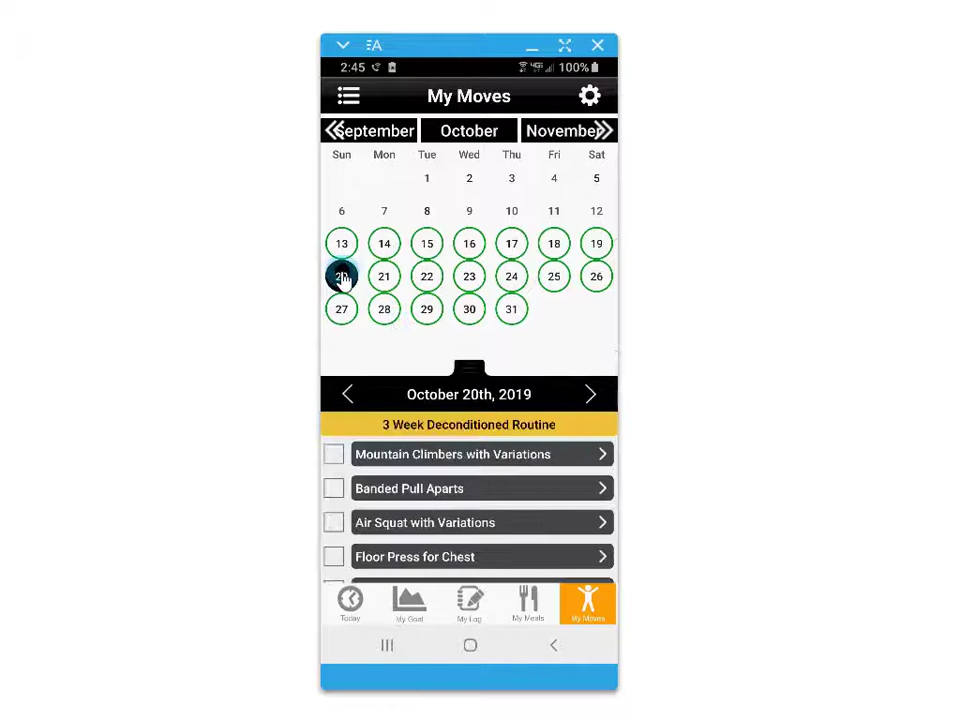 2:45 100%
My Moves
September October November
Sun Mon Tue Wed Thu Fri Sat
1 2 3 4 5
6 7 8 9 10 11 12
13 14 15 16 17 18 19
20 21 22 23 24 25 26
27 28 29 30 31
October 20th, 2019
3 Week Deconditioned Routine
Mountain Climbers with Variations
Banded Pull Aparts
Air Squat with Variations
Floor Press for Chest
Today My Goal My Log My Meals My Moves